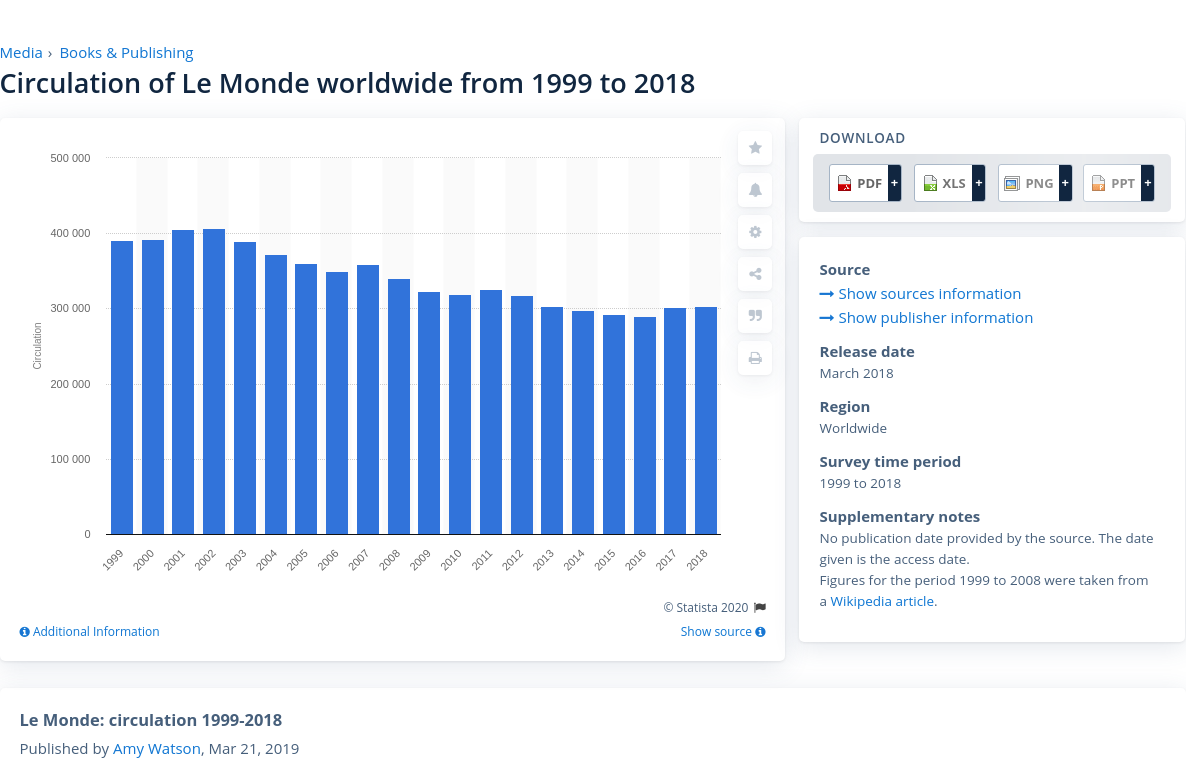 Media › Books & Publishing
Circulation of Le Monde worldwide from 1999 to 2018
500 000
400 000
300 000
200 000
100 000
0
Circulation
1999 2000 2001 2002 2003 2004 2005 2006 2007 2008 2009 2010 2011 2012 2013 2014 2015 2016 2017 2018
© Statista 2020
Additional Information
Show source
DOWNLOAD
PDF + XLS + PNG + PPT +
Source
Show sources information
Show publisher information
Release date
March 2018
Region
Worldwide
Survey time period
1999 to 2018
Supplementary notes
No publication date provided by the source. The date
given is the access date.
Figures for the period 1999 to 2008 were taken from
a Wikipedia article.
Le Monde: circulation 1999-2018
Published by Amy Watson, Mar 21, 2019